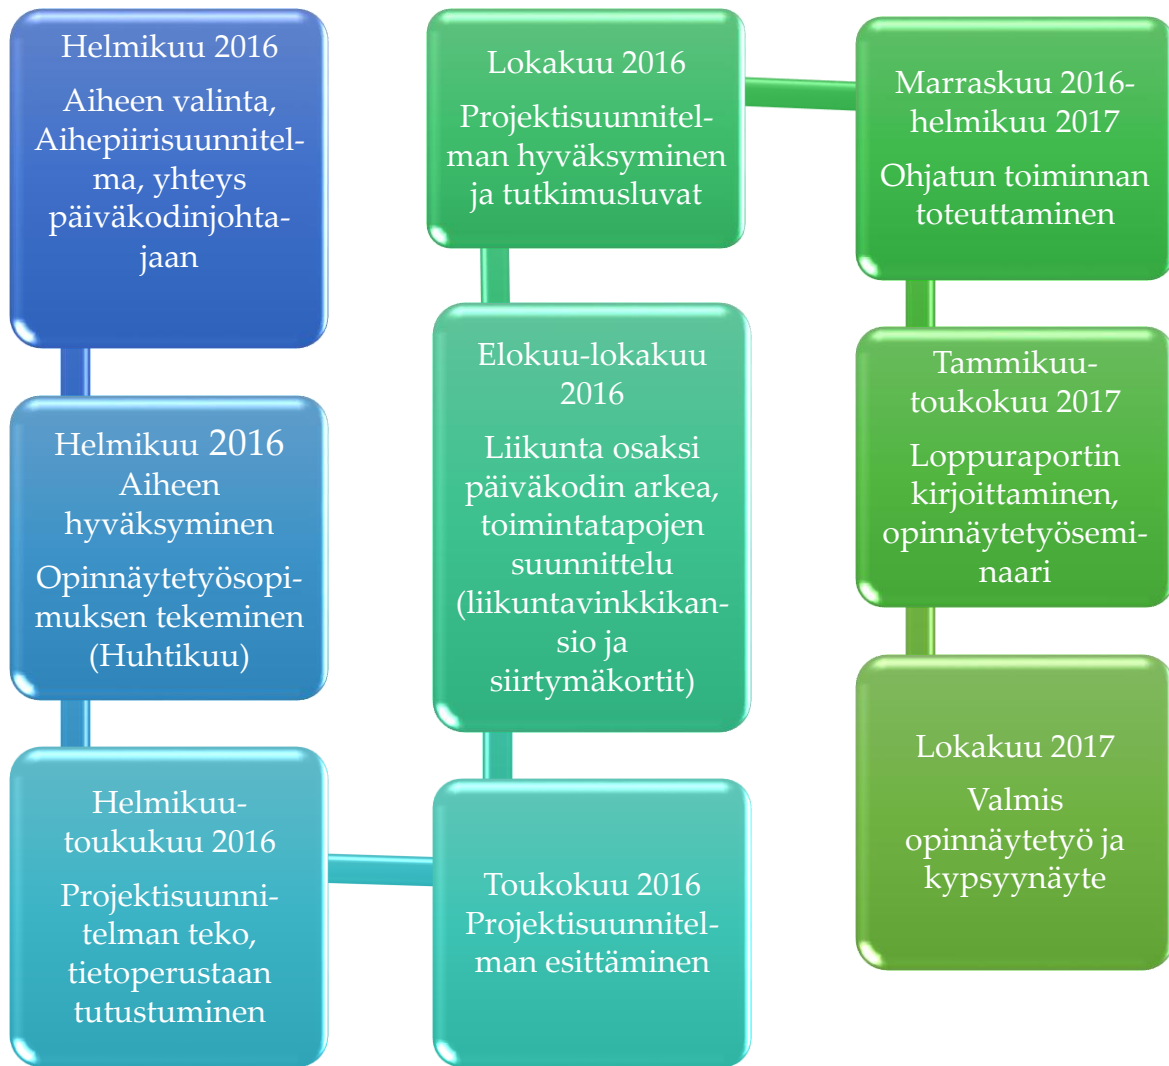 Helmikuu 2016
Aiheen valinta,
Aihepiirisuunnitel-
ma, yhteys
päiväkodinjohta-
jaan
Helmikuu 2016
Aiheen
hyväksyminen
Opinnäytetyösopi-
muksen tekeminen
(Huhtikuu)
Helmikuu-
toukukuu 2016
Projektisuunni-
telman teko,
tietoperustaan
tutustuminen
Toukokuu 2016
Projektisuunnitel-
man esittäminen
Elokuu-lokakuu
2016
Liikunta osaksi
päiväkodin arkea,
toimintatapojen
suunnittelu
(liikuntavinkkikan-
sio ja
siirtymäkortit)
Lokakuu 2016
Projektisuunnitel-
man hyväksyminen
ja tutkimusluvat
Marraskuu 2016-
helmikuu 2017
Ohjatun toiminnan
toteuttaminen
Tammikuu-
toukokuu 2017
Loppuraportin
kirjoittaminen,
opinnäytetyösemi-
naari
Lokakuu 2017
Valmis
opinnäytetyö ja
kypsyynäyte